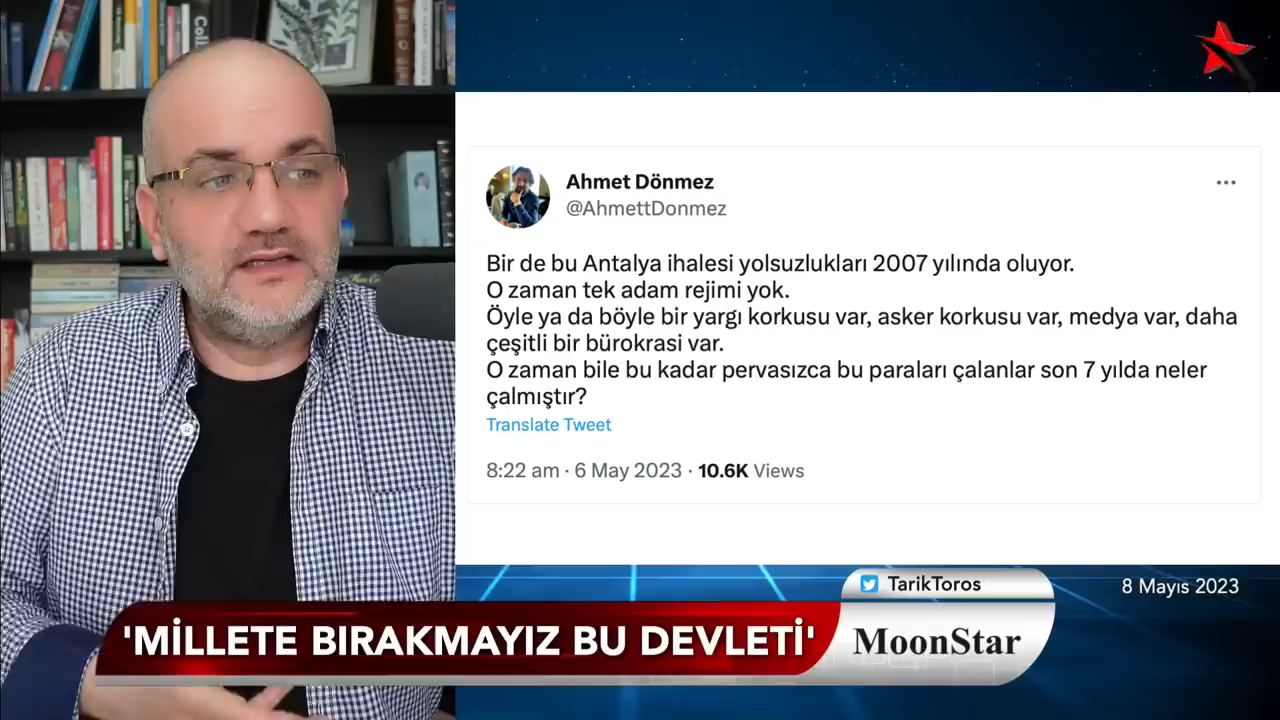 Coll
Ahmet Dönmez
@AhmettDonmez
Bir de bu Antalya ihalesi yolsuzlukları 2007 yılında oluyor.
O zaman tek adam rejimi yok.
Öyle ya da böyle bir yargı korkusu var, asker korkusu var, medya var, daha
çeşitli bir bürokrasi var.
O zaman bile bu kadar pervasızca bu paraları çalanlar son 7 yılda neler
çalmıştır?
Translate Tweet
8:22 am · 6 May 2023 · 10.6K Views
TarikToros
8 Mayıs 2023
'MİLLETE BIRAKMAYIZ BU DEVLETİ'
MoonStar